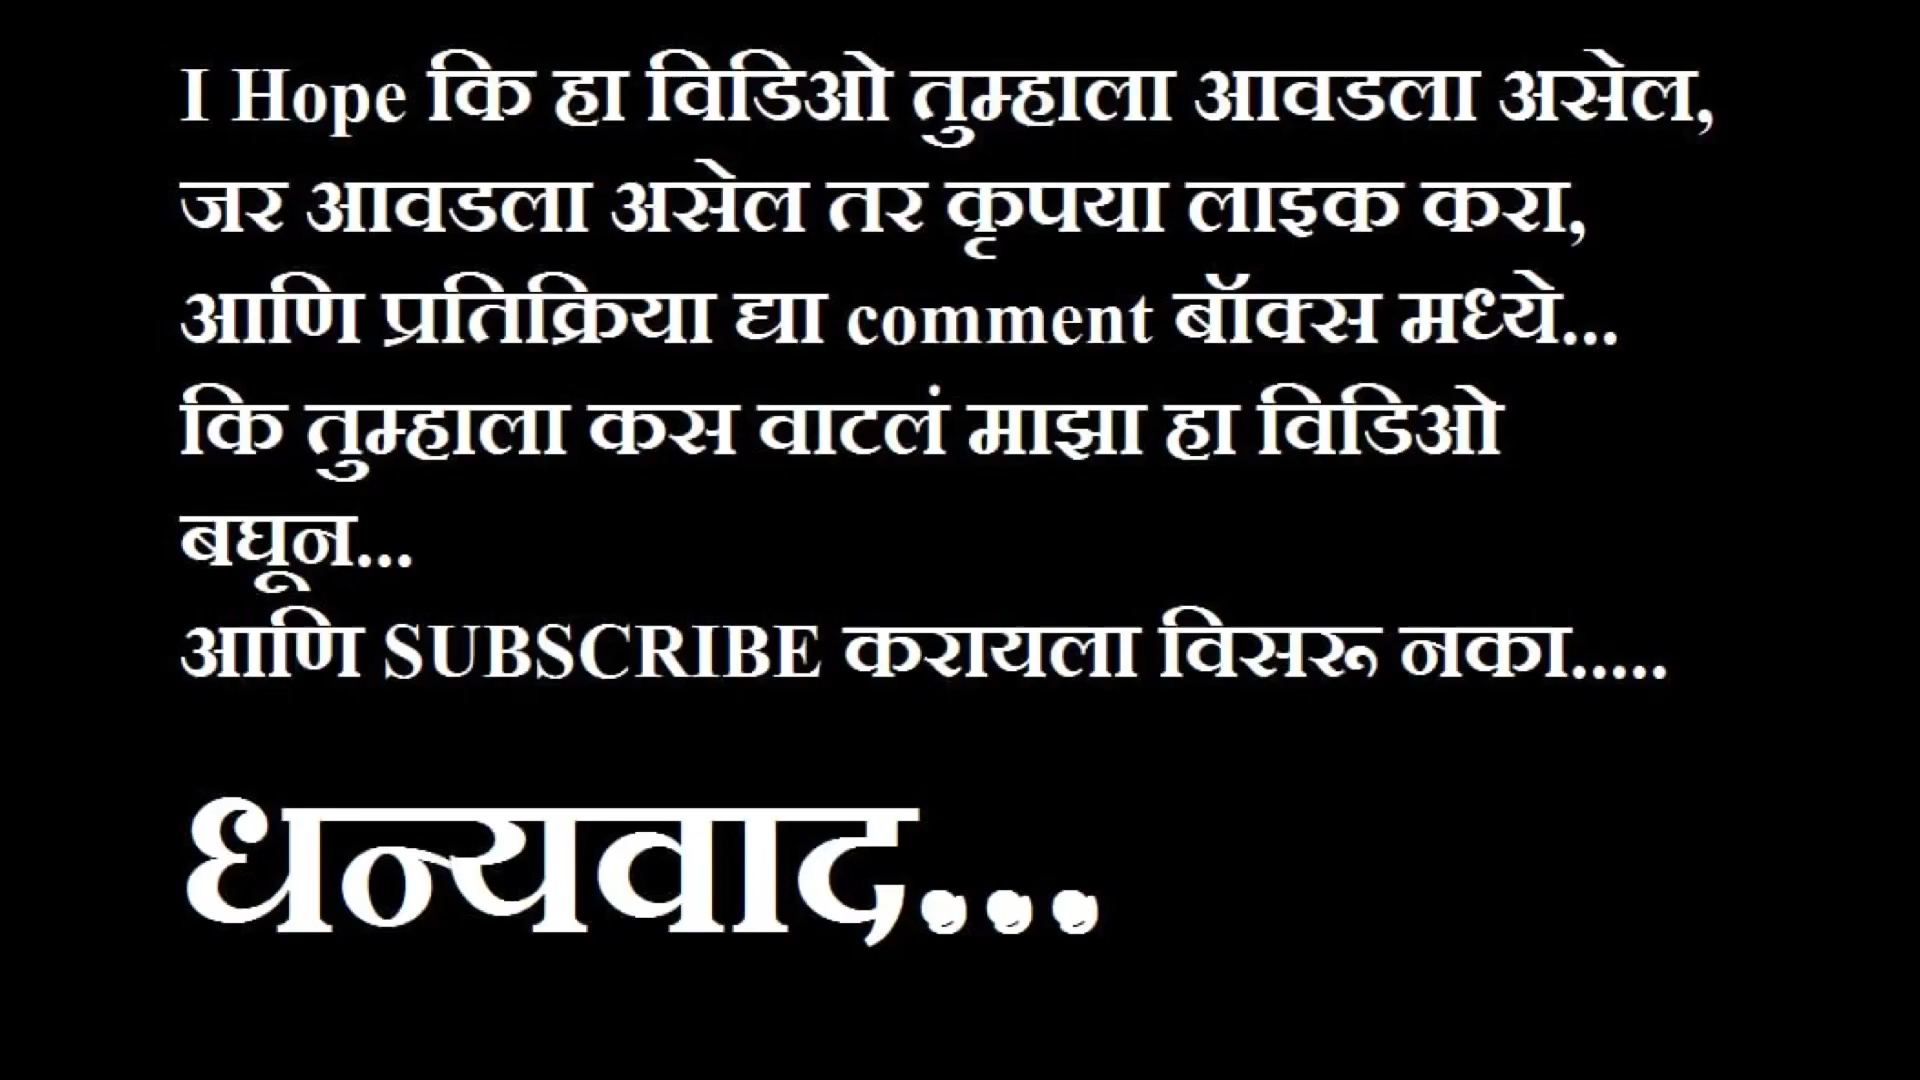 I Hope कि हा विडिओ तुम्हाला आवडला असेल,
जर आवडला असेल तर कृपया लाइक करा,
आणि प्रतिक्रिया द्या comment बॉक्स मध्ये...
कि तुम्हाला कस वाटलं माझा हा विडिओ
बघून...
आणि SUBSCRIBE करायला विसरू नका.....
धन्यवाद...